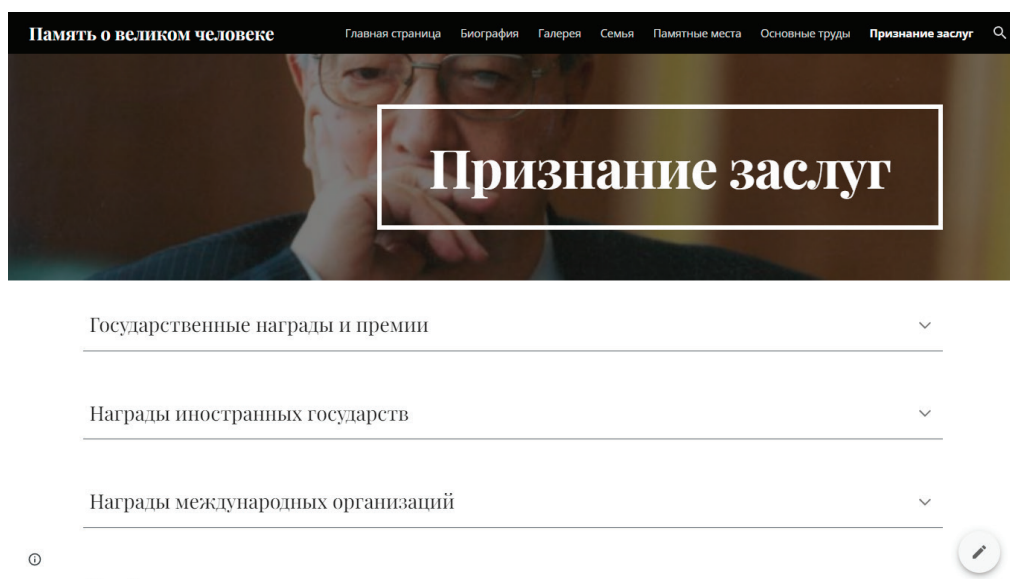 Память о великом человеке
Главная страница Биография Галерея Семья Памятные места Основные труды Признание заслуг
Признание заслуг
Государственные награды и премии
Награды иностранных государств
Награды международных организаций